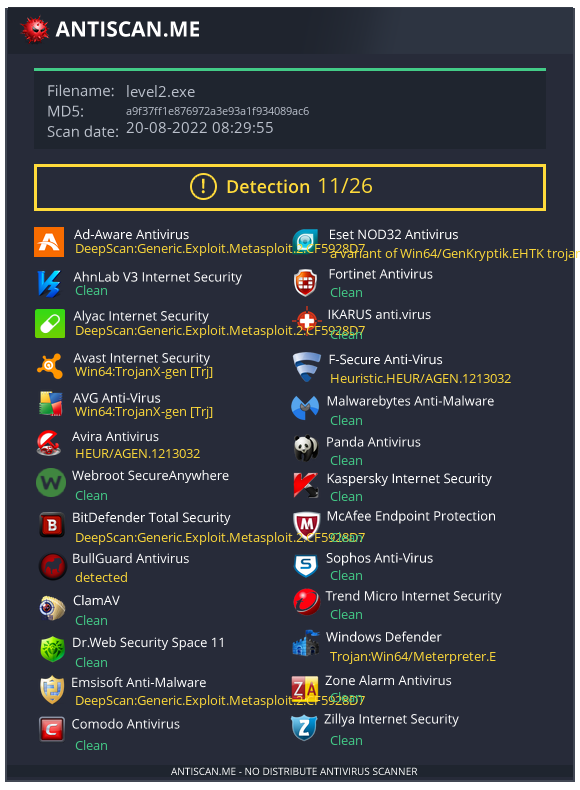 ANTISCAN.ME
Filename: level2.exe
MD5: a9f37ff1e876972a3e93a1f934089ac6
Scan date: 20-08-2022 08:29:55
! Detection 11/26
Ad-Aware Antivirus
DeepScan:Generic.Exploit.Metasploit.2.CF5928D7
AhnLab V3 Internet Security
Clean
Alyac Internet Security
DeepScan:Generic.Exploit.Metasploit.2.CF5928D7
Avast Internet Security
Win64:TrojanX-gen [Trj]
AVG Anti-Virus
Win64:TrojanX-gen [Trj]
Avira Antivirus
HEUR/AGEN.1213032
Webroot SecureAnywhere
Clean
BitDefender Total Security
DeepScan:Generic.Exploit.Metasploit.2.CF5928D7
BullGuard Antivirus
detected
ClamAV
Clean
Dr.Web Security Space 11
Clean
Emsisoft Anti-Malware
DeepScan:Generic.Exploit.Metasploit.2.CF5928D7
Comodo Antivirus
Clean
Eset NOD32 Antivirus
a variant of Win64/GenKryptik.EHTK trojan
Fortinet Antivirus
Clean
IKARUS anti.virus
Clean
F-Secure Anti-Virus
Heuristic.HEUR/AGEN.1213032
Malwarebytes Anti-Malware
Clean
Panda Antivirus
Clean
Kaspersky Internet Security
Clean
McAfee Endpoint Protection
Clean
Sophos Anti-Virus
Clean
Trend Micro Internet Security
Clean
Windows Defender
Trojan:Win64/Meterpreter.E
Zone Alarm Antivirus
Clean
Zillya Internet Security
Clean
ANTISCAN.ME - NO DISTRIBUTE ANTIVIRUS SCANNER